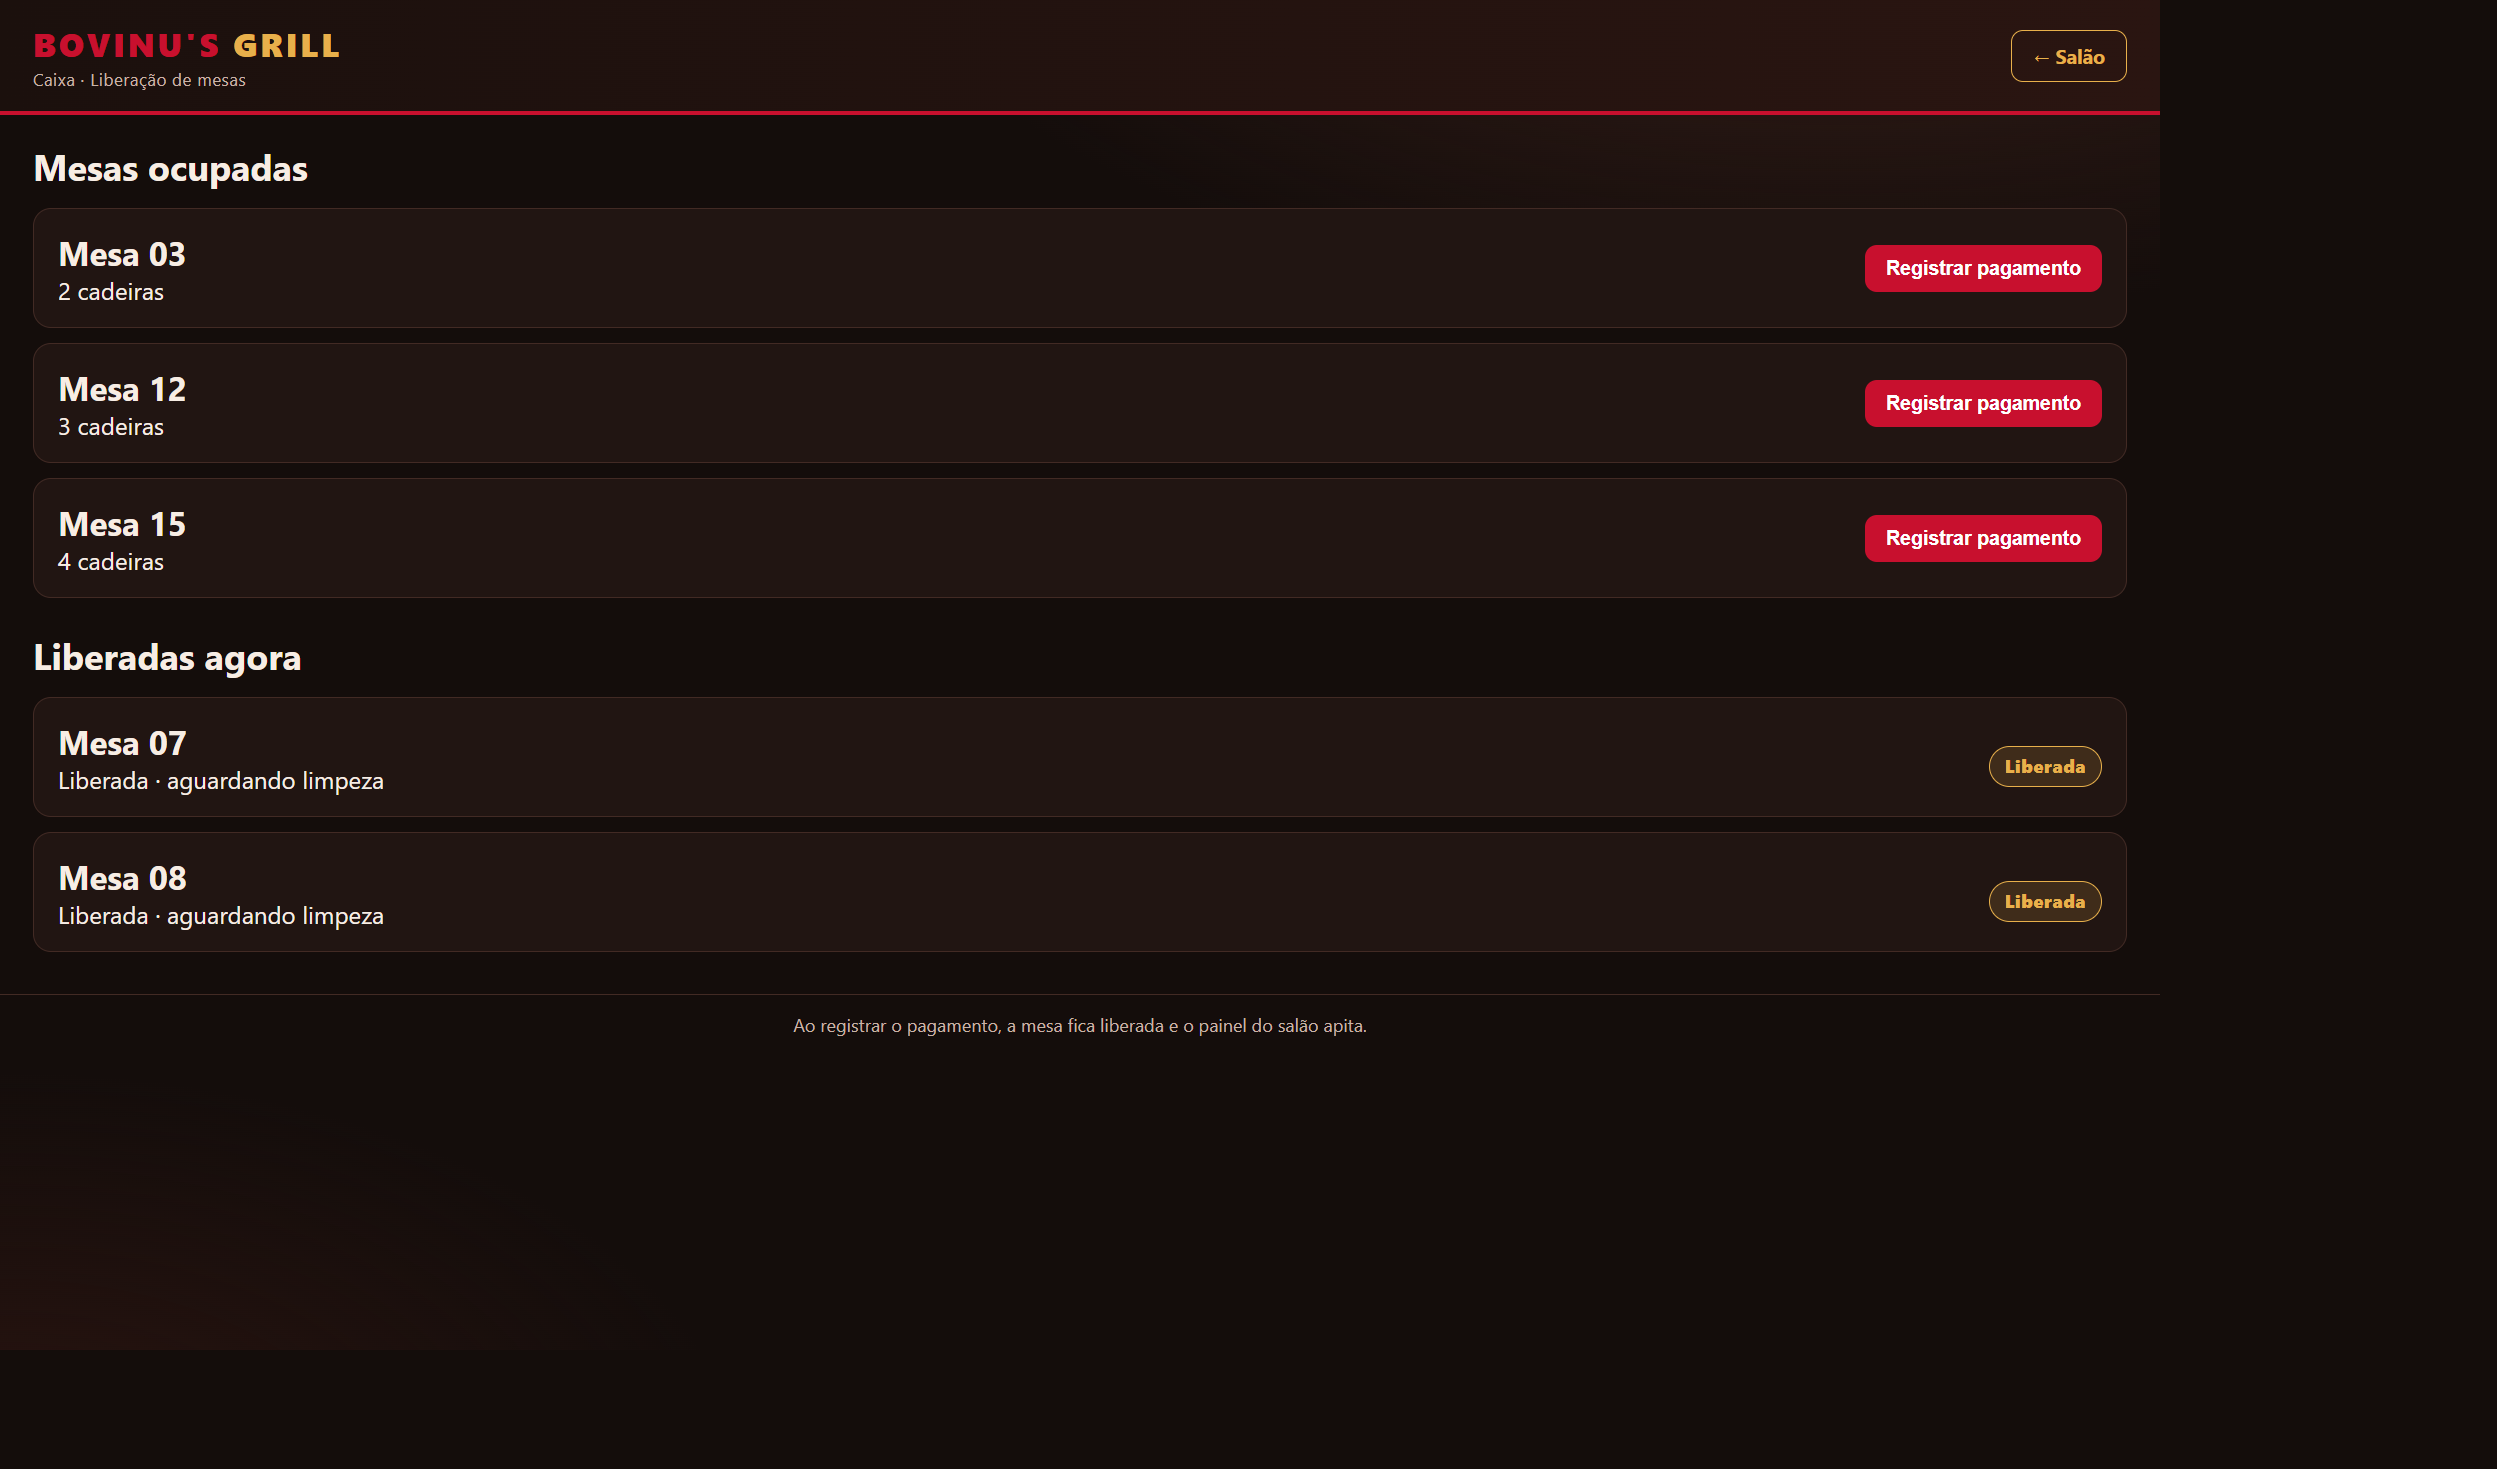 BOVINU'S GRILL
Caixa · Liberação de mesas
← Salão
Mesas ocupadas
Mesa 03
2 cadeiras
Registrar pagamento
Mesa 12
3 cadeiras
Registrar pagamento
Mesa 15
4 cadeiras
Registrar pagamento
Liberadas agora
Mesa 07
Liberada · aguardando limpeza
Liberada
Mesa 08
Liberada · aguardando limpeza
Liberada
Ao registrar o pagamento, a mesa fica liberada e o painel do salão apita.